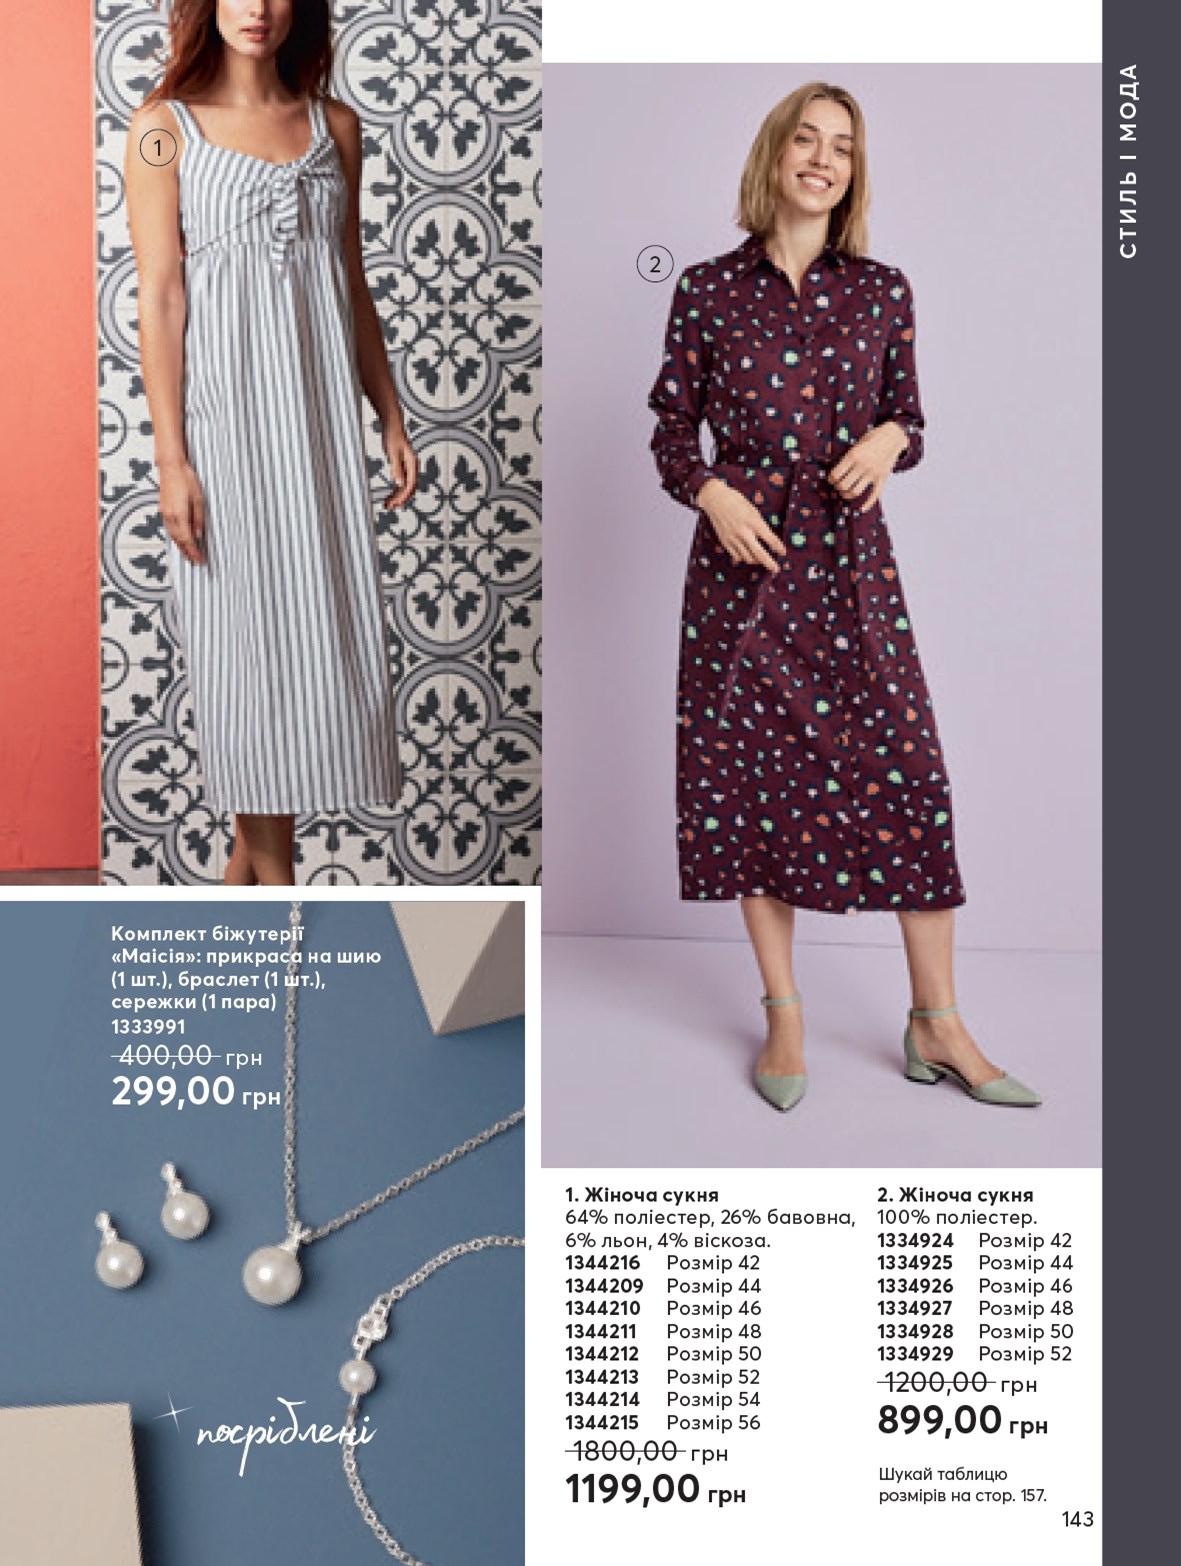 СТИЛЬ І МОДА
1
2
Комплект біжутерії
«Маісія»: прикраса на шию
(1 шт.), браслет (1 шт.),
сережки (1 пара)
1333991
400,00 грн
299,00 грн
посріблені
1. Жіноча сукня
64% поліестер, 26% бавовна,
6% льон, 4% віскоза.
1344216 Розмір 42
1344209 Розмір 44
1344210 Розмір 46
1344211 Розмір 48
1344212 Розмір 50
1344213 Розмір 52
1344214 Розмір 54
1344215 Розмір 56
1800,00 грн
1199,00 грн
2. Жіноча сукня
100% поліестер.
1334924 Розмір 42
1334925 Розмір 44
1334926 Розмір 46
1334927 Розмір 48
1334928 Розмір 50
1334929 Розмір 52
1200,00 грн
899,00 грн
Шукай таблицю
розмірів на стор. 157.
143